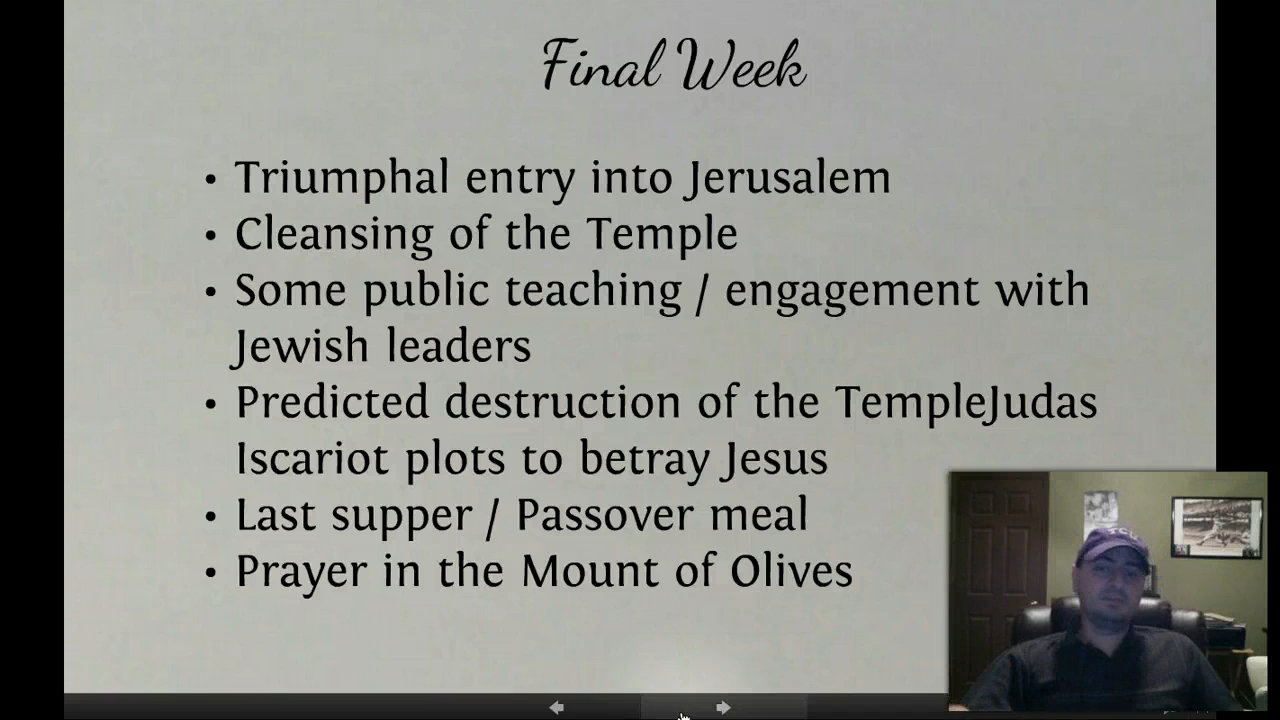 Final Week
• Triumphal entry into Jerusalem
• Cleansing of the Temple
• Some public teaching / engagement with
Jewish leaders
• Predicted destruction of the TempleJudas
Iscariot plots to betray Jesus
• Last supper / Passover meal
• Prayer in the Mount of Olives
TCU